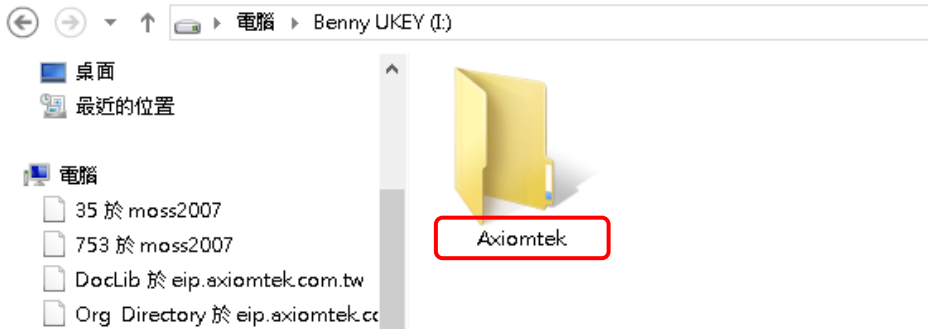 電腦 Benny UKEY (I:)
桌面
最近的位置
電腦
35 於 moss2007
753 於 moss2007
DocLib 於 eip.axiomtek.com.tw
Org Directory 於 eip.axiomtek.cc
Axiomtek